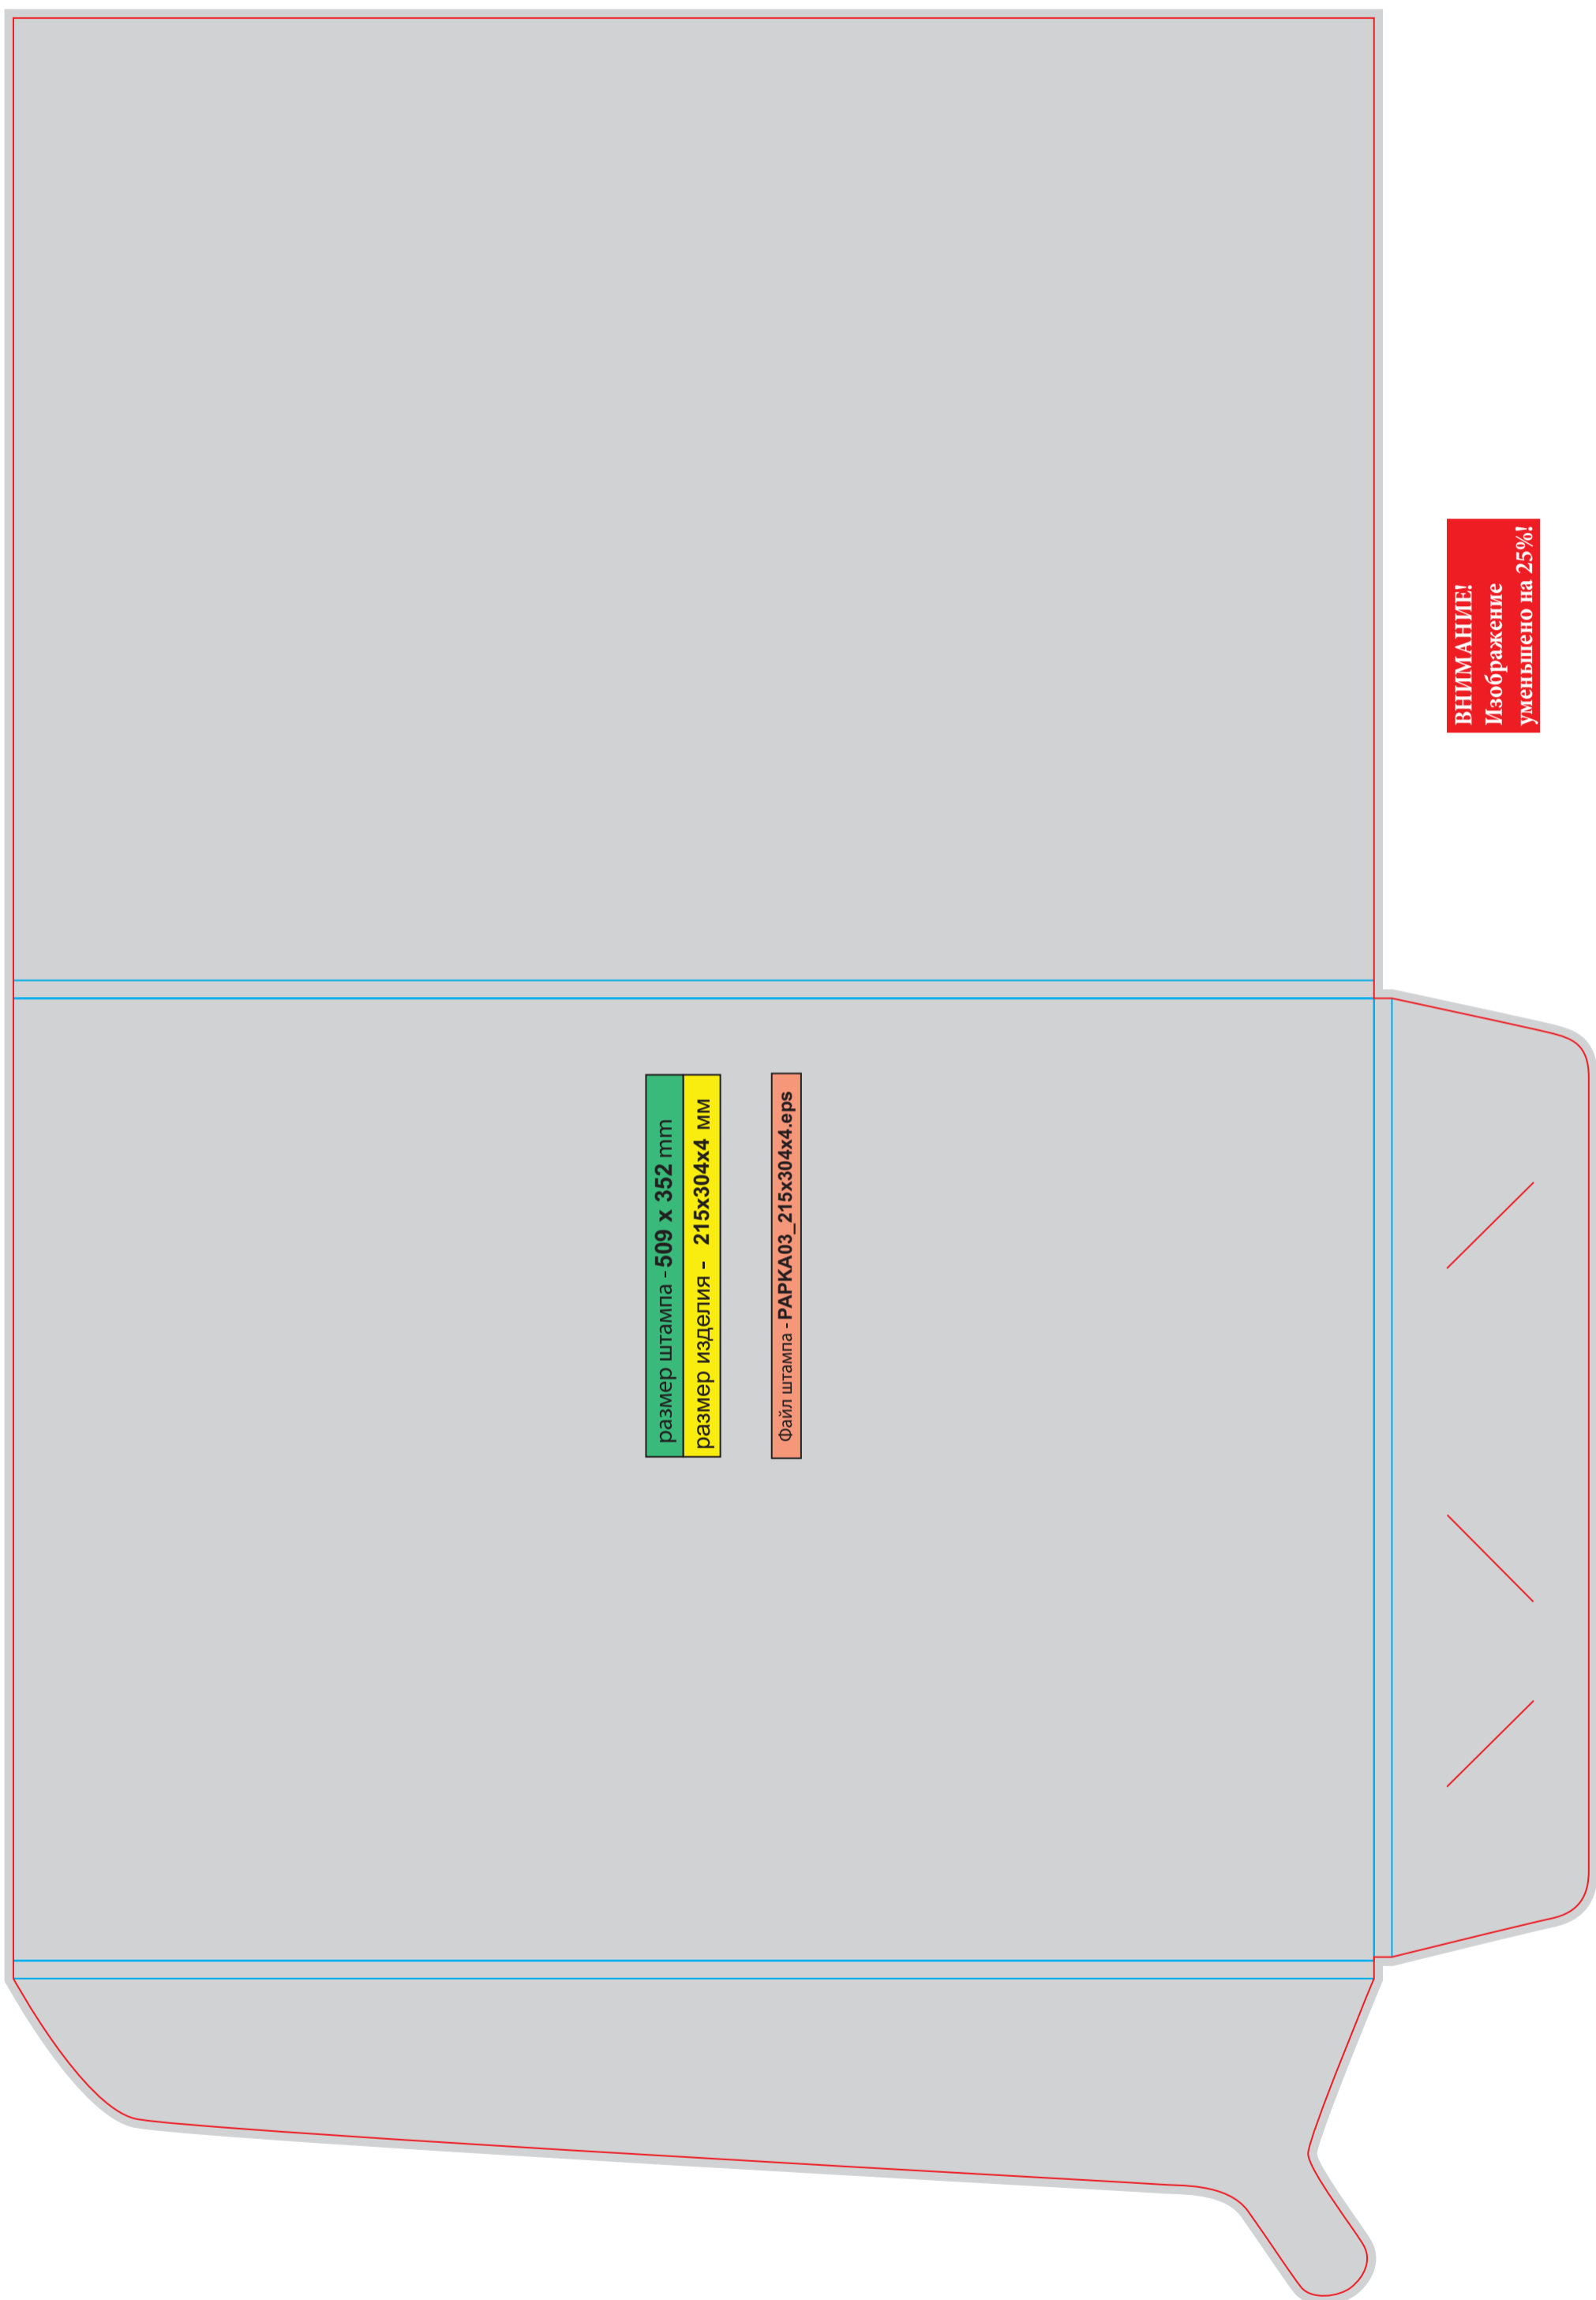 размер штампа - 509 x 352 mm
размер изделия - 215x304x4 мм
Файл штампа - PAPKA03_215x304x4.eps
ВНИМАНИЕ!
Изображение
уменьшено на 25%!